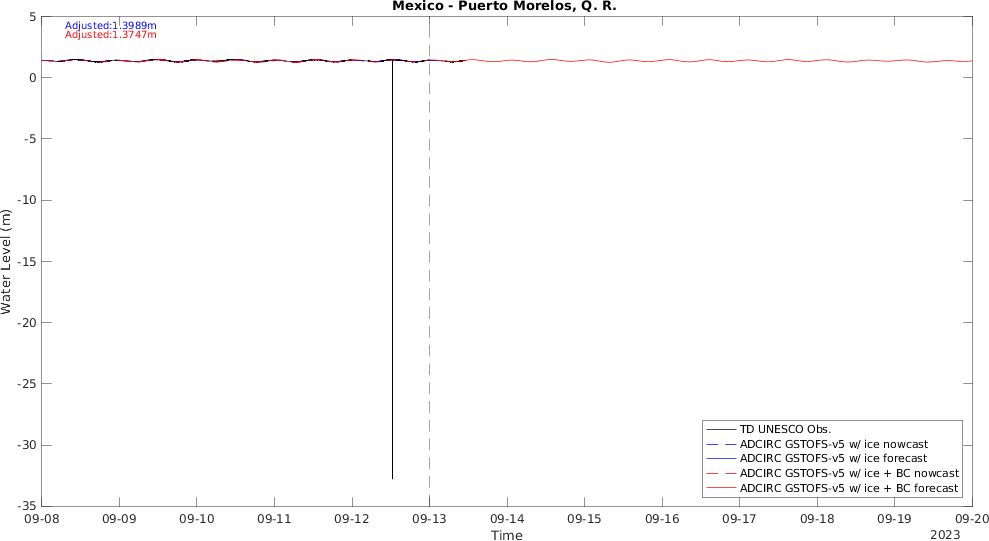 Mexico - Puerto Morelos, Q. R.
Adjusted:1.3989m
Adjusted:1.3747m
5
0
-5
-10
-15
-20
-25
-30
-35
Water Level (m)
TD UNESCO Obs.
ADCIRC GSTOFS-v5 w/ ice nowcast
ADCIRC GSTOFS-v5 w/ ice forecast
ADCIRC GSTOFS-v5 w/ ice + BC nowcast
ADCIRC GSTOFS-v5 w/ ice + BC forecast
09-08 09-09 09-10 09-11 09-12 09-13 09-14 09-15 09-16 09-17 09-18 09-19 09-20
Time
2023